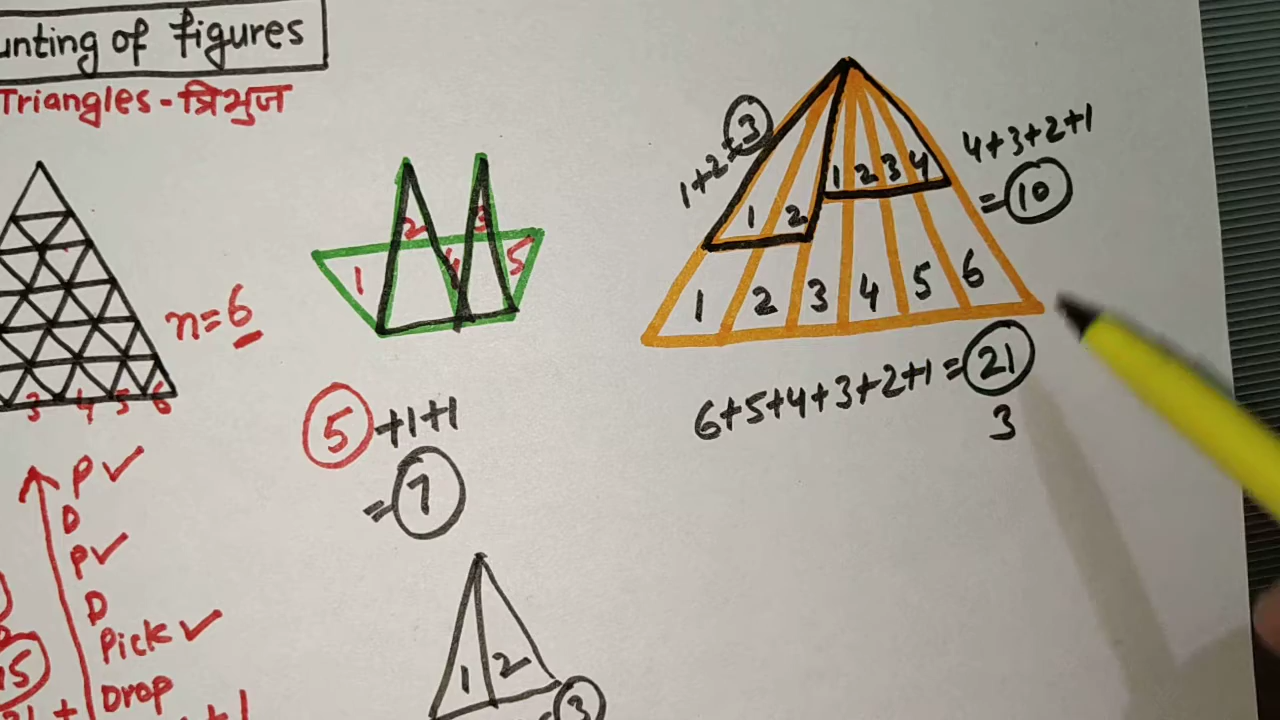 unting of figures
Triangles - त्रिभुज
3 4 5 6
n=6
P✓
D
P✓
D
Pick✓
Drop
15
1 2 3 4 5
5+1+1
=7
1 2
3
1+2=3
1 2
1 2 3 4
4+3+2+1
=10
1 2 3 4 5 6
6+5+4+3+2+1=21
3